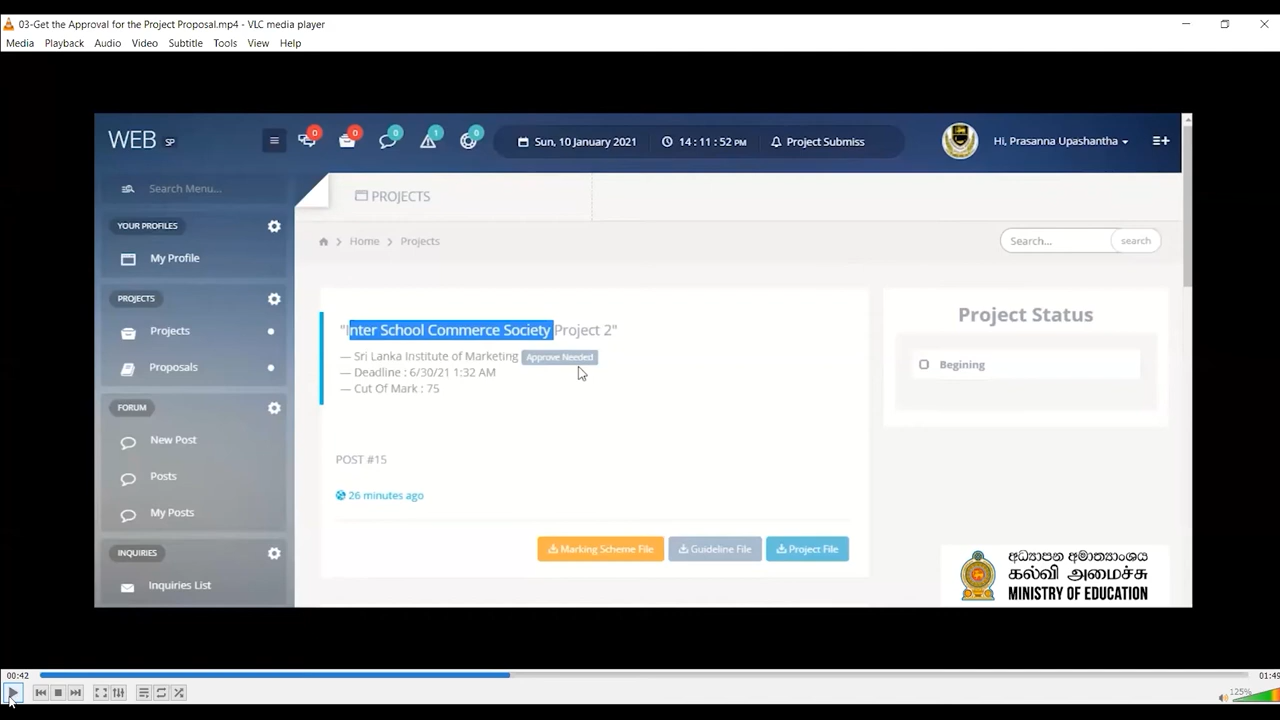 03-Get the Approval for the Project Proposal.mp4 - VLC media player
Media Playback Audio Video Subtitle Tools View Help
WEB SP
0 0 0 1 0
Sun, 10 January 2021
14:11:52 PM
Project Submiss
Hi, Prasanna Upashantha
Search Menu...
PROJECTS
YOUR PROFILES
Home Projects
Search... search
My Profile
PROJECTS
Projects
Proposals
FORUM
New Post
Posts
My Posts
INQUIRIES
Inquiries List
"Inter School Commerce Society Project 2"
— Sri Lanka Institute of Marketing Approve Needed
— Deadline : 6/30/21 1:32 AM
— Cut Of Mark : 75
POST #15
26 minutes ago
Marking Scheme File Guideline File Project File
Project Status
Begining
අධ්‍යාපන අමාත්‍යාංශය
கல்வி அமைச்சு
MINISTRY OF EDUCATION
00:42
01:49
125%